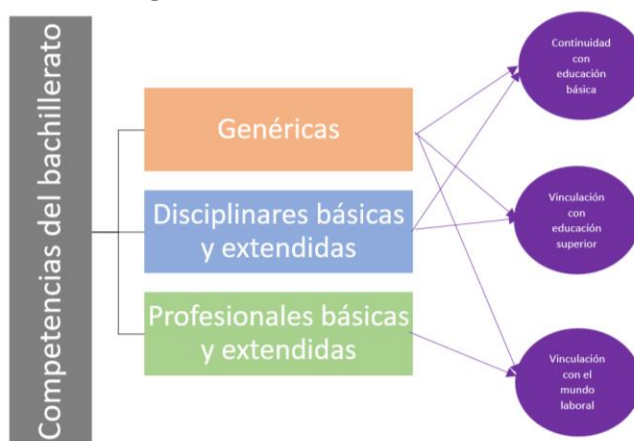 Competencias del bachillerato
Genéricas
Disciplinares básicas
y extendidas
Profesionales básicas
y extendidas
Continuidad
con
educación
básica
Vinculación
con
educación
superior
Vinculación
con el
mundo
laboral